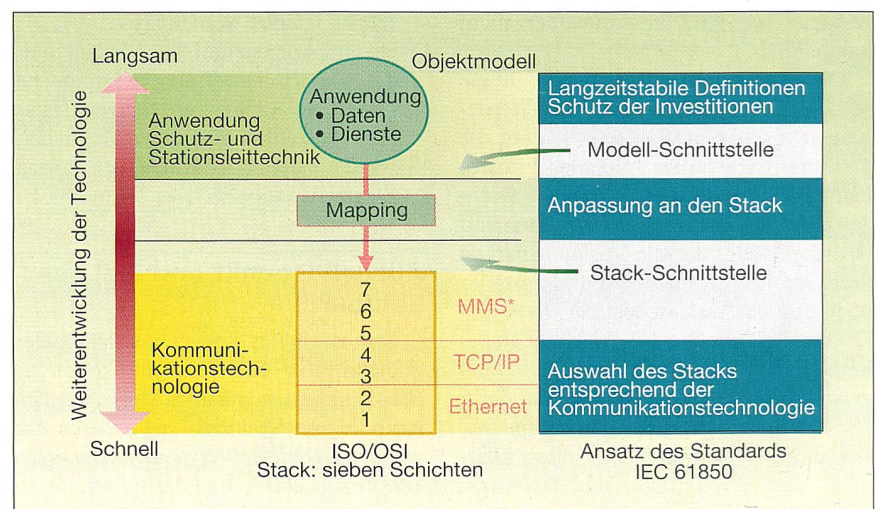 Langsam
Weiterentwicklung der Technologie
Schnell
Anwendung
Schutz- und
Stationsleittechnik
Kommuni-
kationstech-
nologie
Objektmodell
Anwendung
• Daten
• Dienste
Mapping
7
6
5
4
3
2
1
MMS*
TCP/IP
Ethernet
ISO/OSI
Stack: sieben Schichten
Langzeitstabile Definitionen
Schutz der Investitionen
Modell-Schnittstelle
Anpassung an den Stack
Stack-Schnittstelle
Auswahl des Stacks
entsprechend der
Kommunikationstechnologie
Ansatz des Standards
IEC 61850